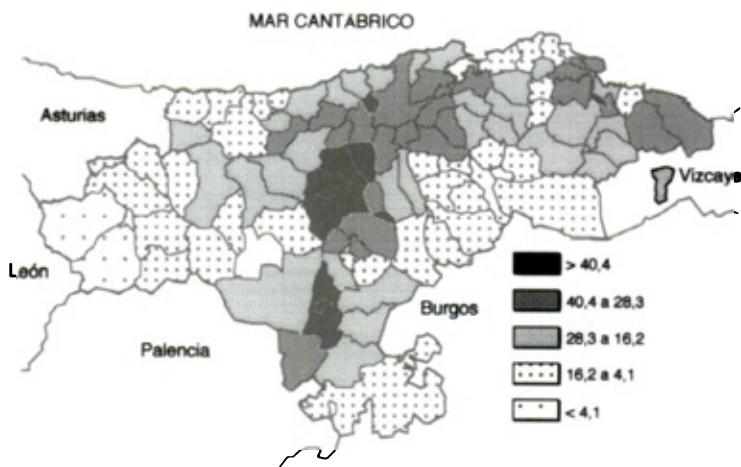 MAR CANTÁBRICO
Asturias
Vizcaya
León
Burgos
Palencia
> 40,4
40,4 a 28,3
28,3 a 16,2
16,2 a 4,1
< 4,1